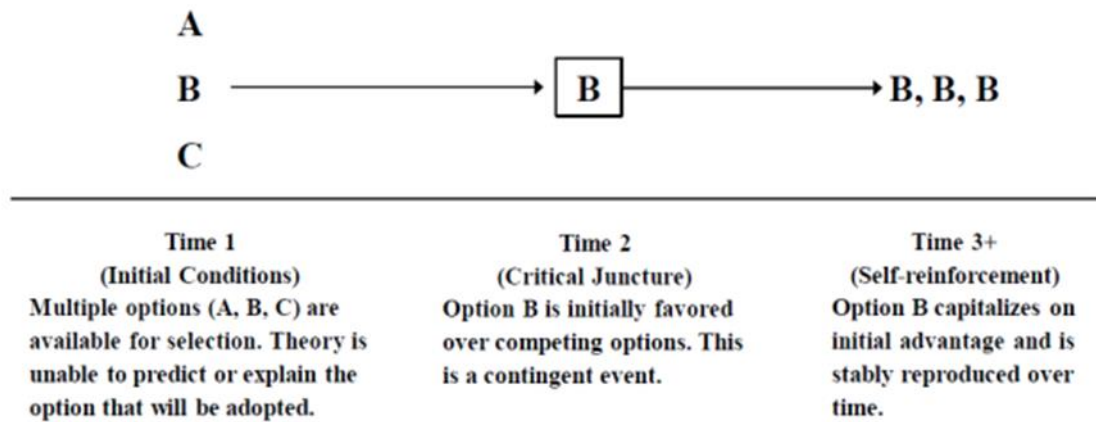 A
B
B
B, B, B
C
Time 1
(Initial Conditions)
Multiple options (A, B, C) are
available for selection. Theory is
unable to predict or explain the
option that will be adopted.
Time 2
(Critical Juncture)
Option B is initially favored
over competing options. This
is a contingent event.
Time 3+
(Self-reinforcement)
Option B capitalizes on
initial advantage and is
stably reproduced over
time.